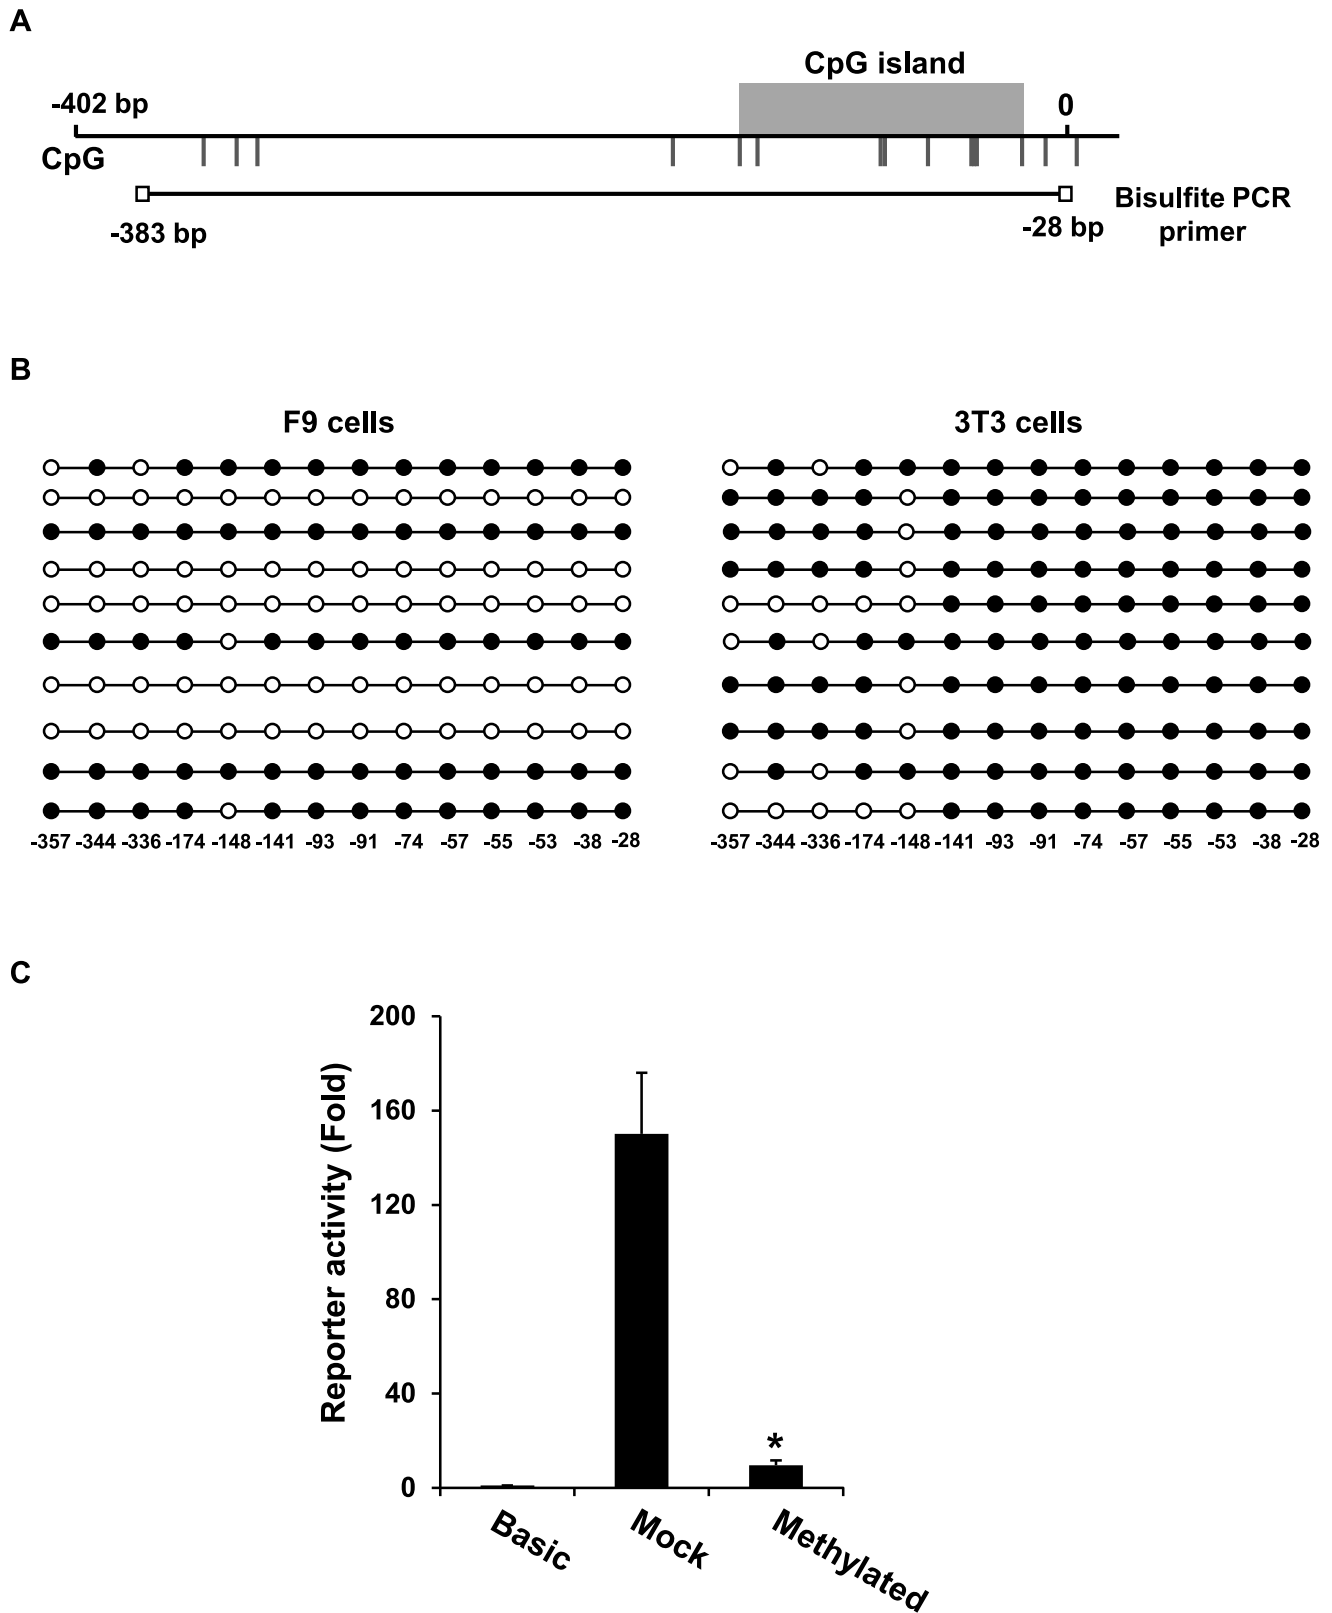 A
CpG island
-402 bp
0
CpG
-383 bp
-28 bp
Bisulfite PCR
primer
B
F9 cells
3T3 cells
-357 -344 -336 -174 -148 -141 -93 -91 -74 -57 -55 -53 -38 -28
-357 -344 -336 -174 -148 -141 -93 -91 -74 -57 -55 -53 -38 -28
C
Reporter activity (Fold)
200
160
120
80
40
0
*
Basic
Mock
Methylated